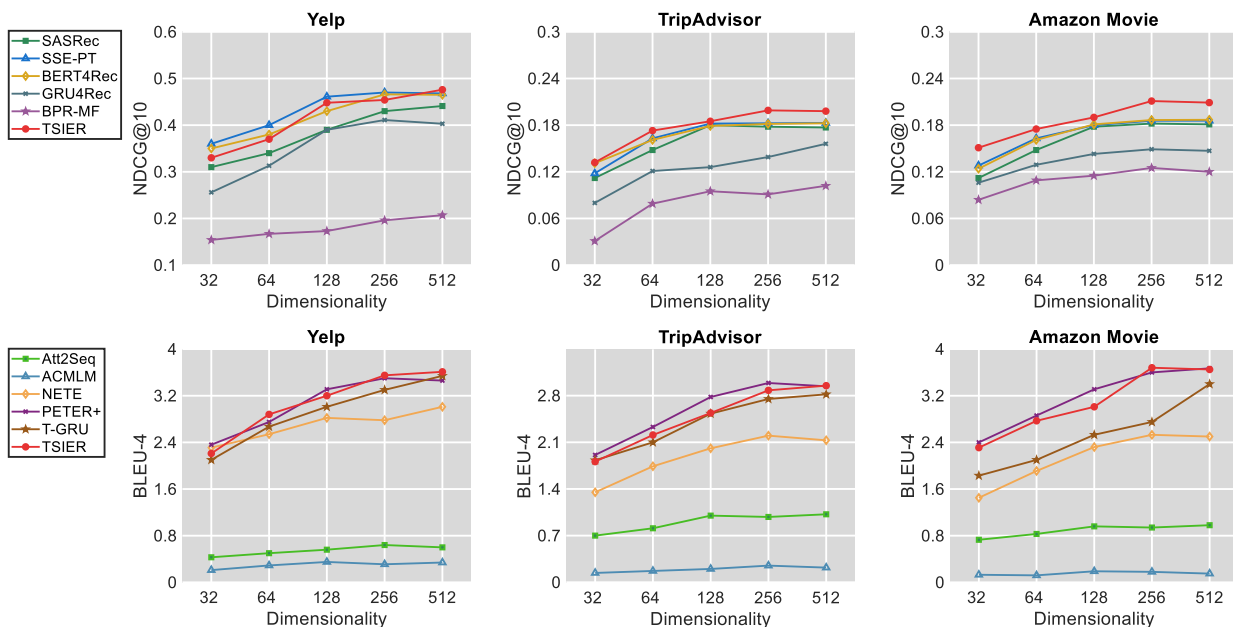 SASRec
SSE-PT
BERT4Rec
GRU4Rec
BPR-MF
TSIER
Yelp
NDCG@10
0.6
0.5
0.4
0.3
0.2
0.1
32 64 128 256 512
Dimensionality
TripAdvisor
NDCG@10
0.3
0.24
0.18
0.12
0.06
0
32 64 128 256 512
Dimensionality
Amazon Movie
NDCG@10
0.3
0.24
0.18
0.12
0.06
0
32 64 128 256 512
Dimensionality
Att2Seq
ACMLM
NETE
PETER+
T-GRU
TSIER
Yelp
BLEU-4
4
3.2
2.4
1.6
0.8
0
32 64 128 256 512
Dimensionality
TripAdvisor
BLEU-4
2.8
2.1
1.4
0.7
0
32 64 128 256 512
Dimensionality
Amazon Movie
BLEU-4
4
3.2
2.4
1.6
0.8
0
32 64 128 256 512
Dimensionality